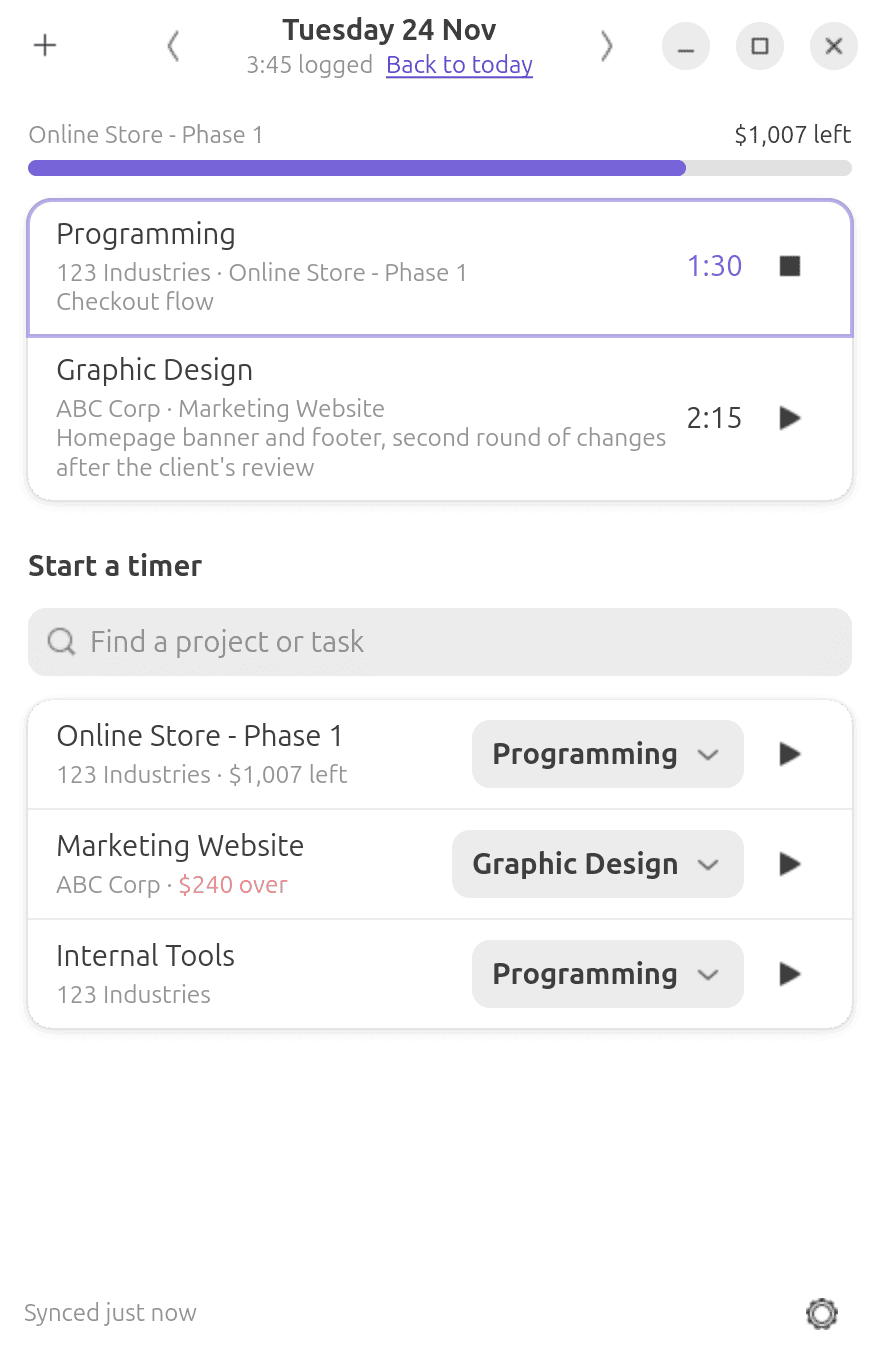 Tuesday 24 Nov
3:45 logged Back to today
Online Store - Phase 1 $1,007 left
Programming
123 Industries · Online Store - Phase 1
Checkout flow
1:30
Graphic Design
ABC Corp · Marketing Website
Homepage banner and footer, second round of changes
after the client's review
2:15
Start a timer
Find a project or task
Online Store - Phase 1
123 Industries · $1,007 left
Programming
Marketing Website
ABC Corp · $240 over
Graphic Design
Internal Tools
123 Industries
Programming
Synced just now